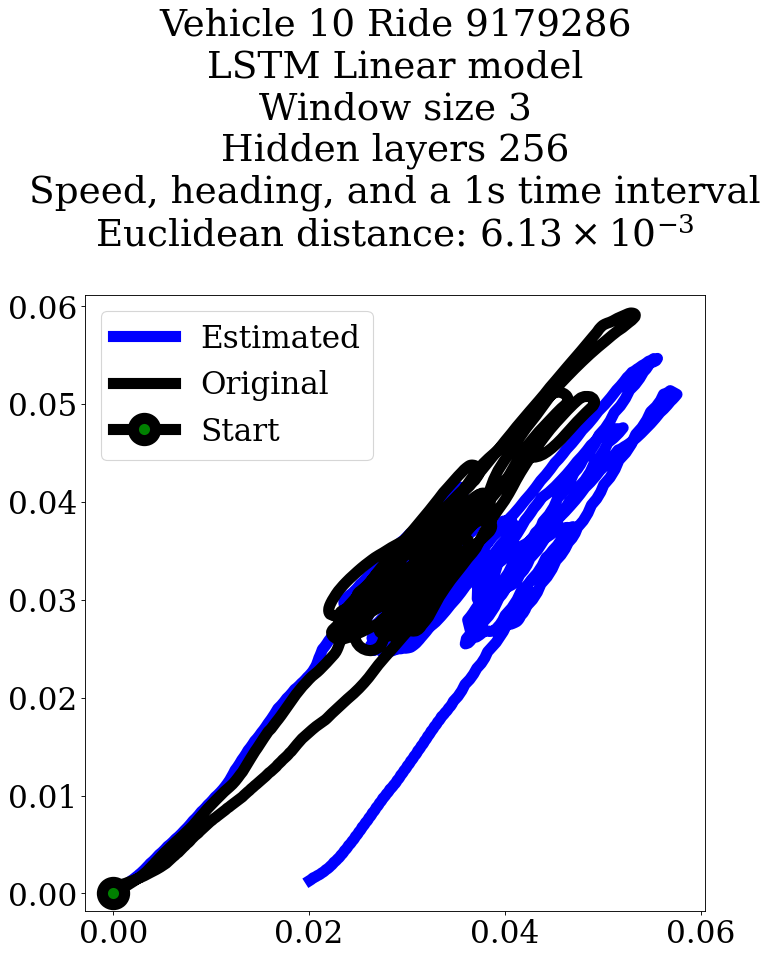 Vehicle 10 Ride 9179286
LSTM Linear model
Window size 3
Hidden layers 256
Speed, heading, and a 1s time interval
Euclidean distance: 6.13 × 10⁻³
0.06
0.05
0.04
0.03
0.02
0.01
0.00
Estimated
Original
Start
0.00 0.02 0.04 0.06